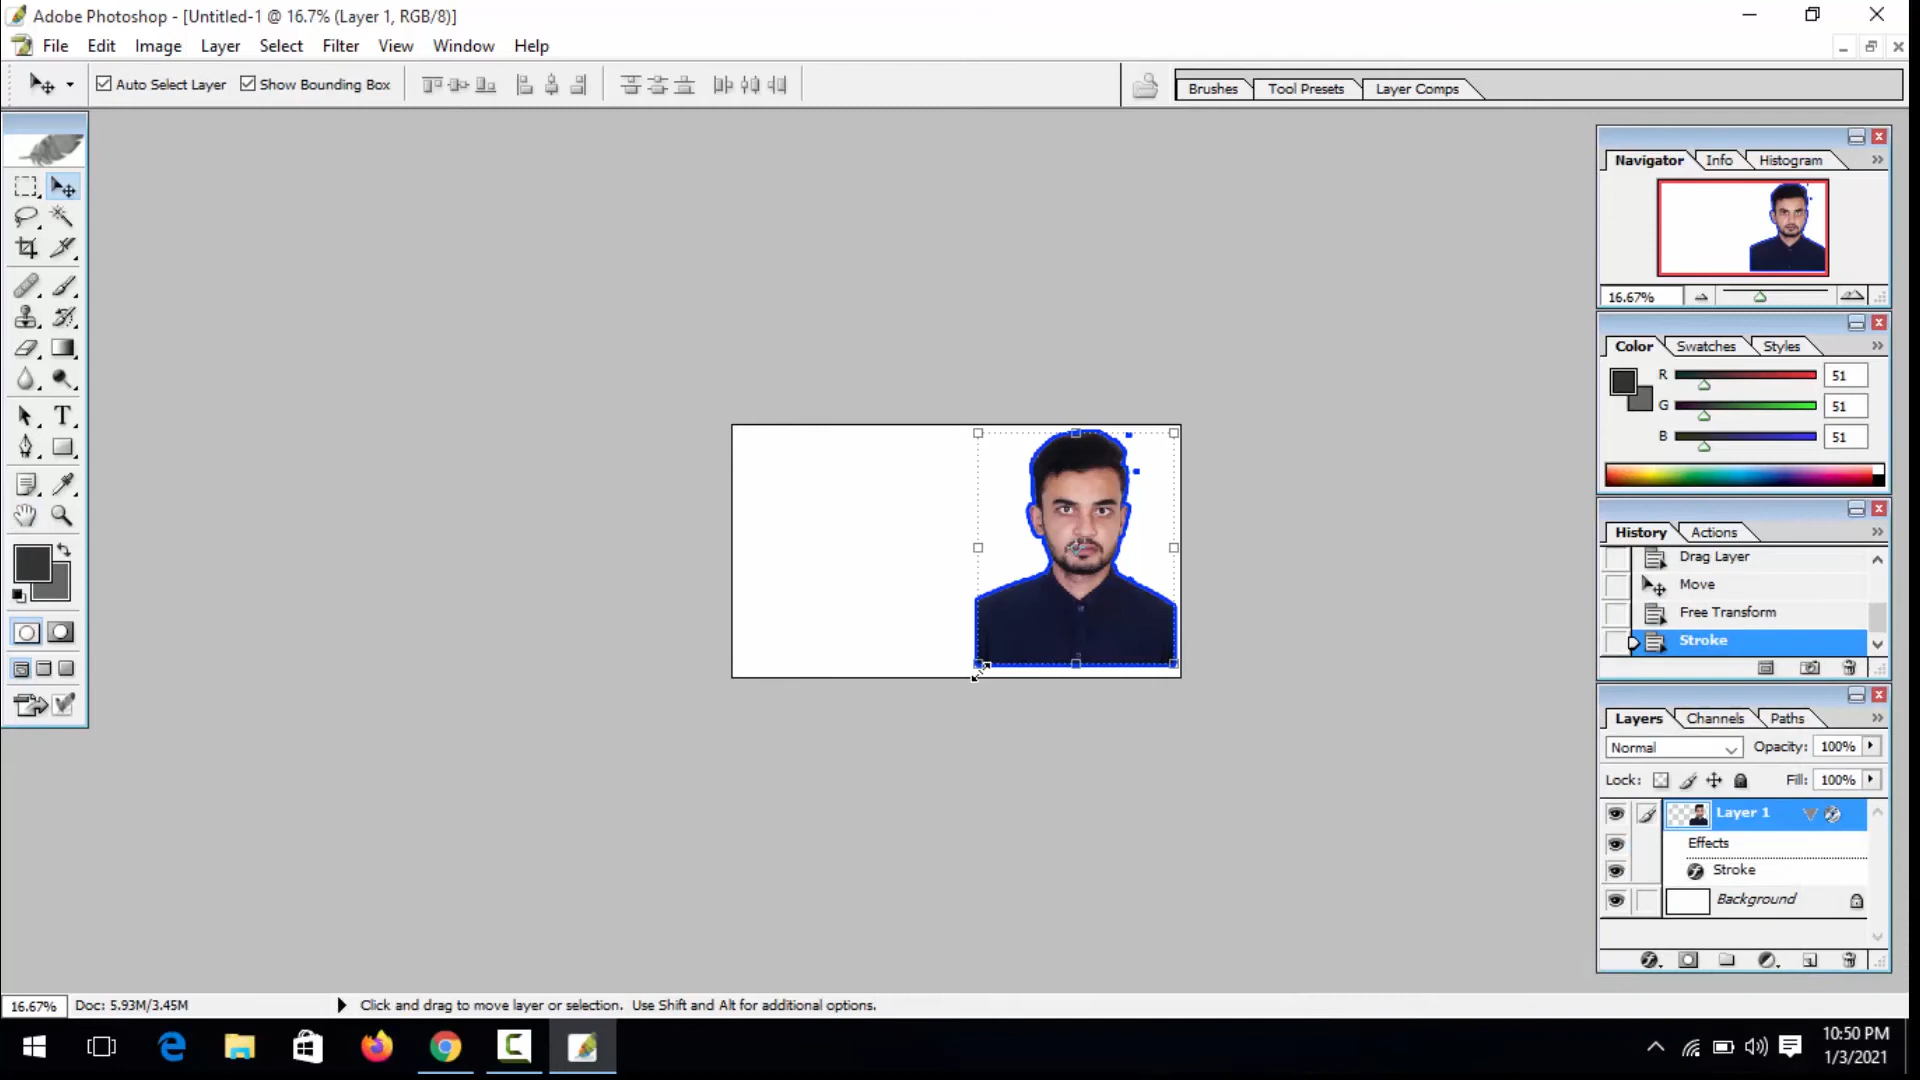 Adobe Photoshop - [Untitled-1 @ 16.7% (Layer 1, RGB/8)]
File Edit Image Layer Select Filter View Window Help
Auto Select Layer Show Bounding Box Brushes Tool Presets Layer Comps
Navigator Info Histogram
16.67%
Color Swatches Styles
R 51
G 51
B 51
History Actions
Drag Layer
Move
Free Transform
Stroke
Layers Channels Paths
Normal Opacity: 100%
Lock: Fill: 100%
Layer 1
Effects
Stroke
Background
16.67% Doc: 5.93M/3.45M Click and drag to move layer or selection. Use Shift and Alt for additional options.
10:50 PM
1/3/2021